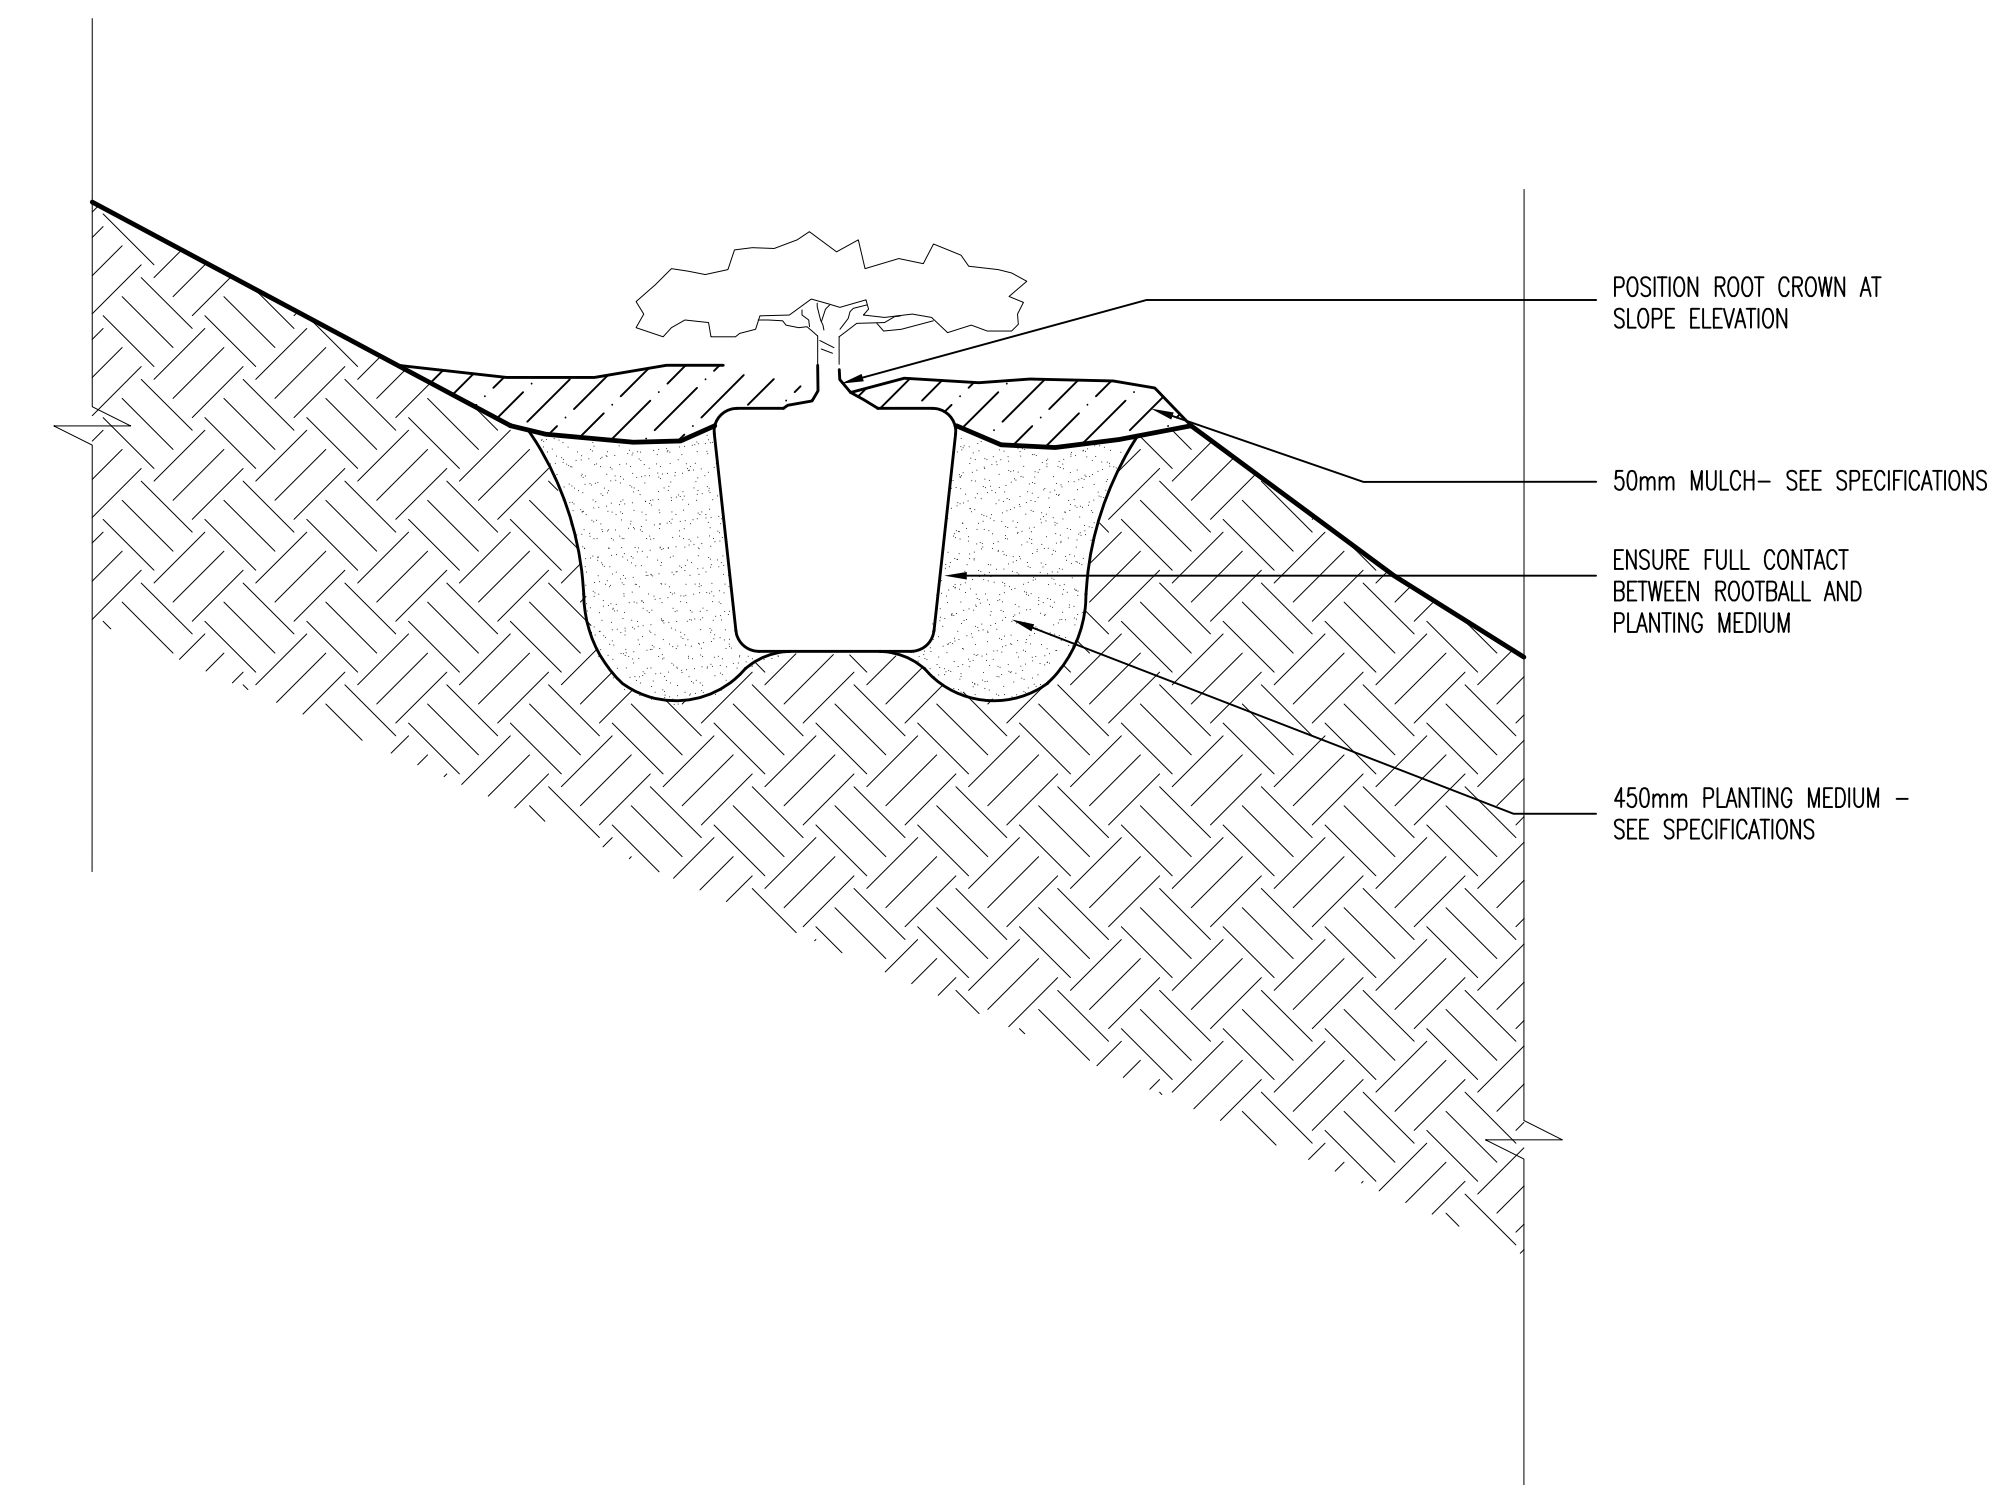 POSITION ROOT CROWN AT
SLOPE ELEVATION
50mm MULCH– SEE SPECIFICATIONS
ENSURE FULL CONTACT
BETWEEN ROOTBALL AND
PLANTING MEDIUM
450mm PLANTING MEDIUM –
SEE SPECIFICATIONS